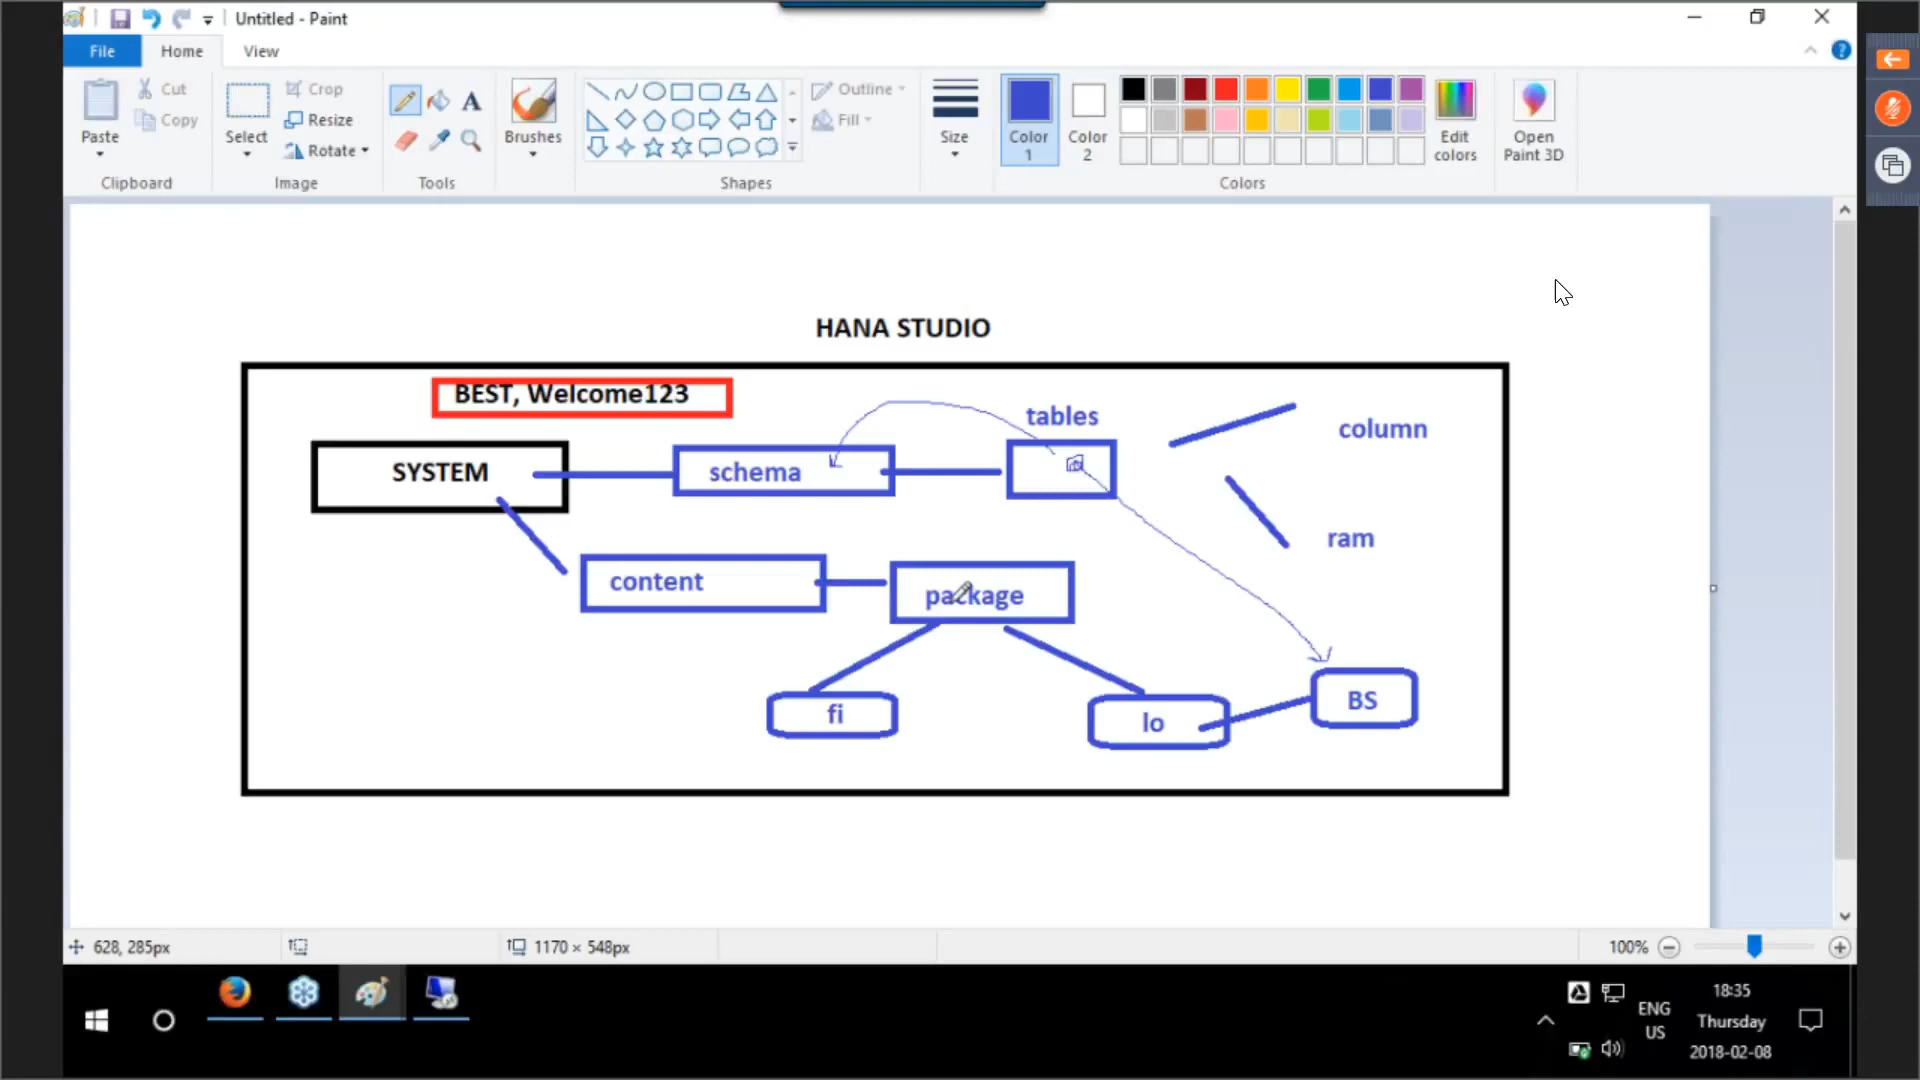 Untitled - Paint
File Home View
Paste
Cut
Copy
Clipboard
Select
Crop
Resize
Rotate
Image
Tools
Brushes
Shapes
Outline
Fill
Size
Color 1
Color 2
Edit colors
Colors
Open Paint 3D
HANA STUDIO
BEST, Welcome123
tables
column
SYSTEM
schema
ram
content
package
fi
lo
BS
628, 285px
1170 × 548px
100%
ENG
US
18:35
Thursday
2018-02-08